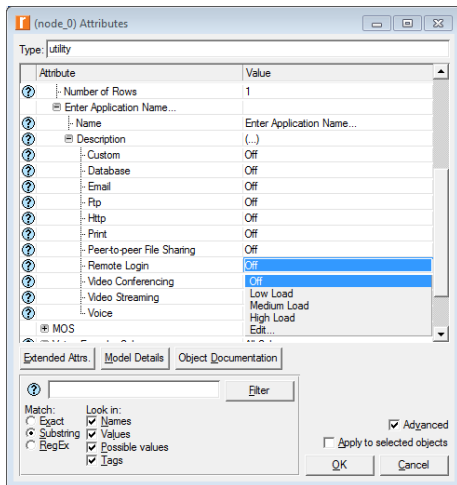 (node_0) Attributes
Type: utility
Attribute Value
Number of Rows 1
Enter Application Name...
Name Enter Application Name...
Description (...)
Custom Off
Database Off
Email Off
Ftp Off
Http Off
Print Off
Peer-to-peer File Sharing Off
Remote Login Off
Video Conferencing Off
Video Streaming Low Load
Medium Load
Voice High Load
MOS Edit...
Extended Attrs. Model Details Object Documentation
Filter
Match: Look in:
Exact Names
Substring Values
RegEx Possible values
Tags
Advanced
Apply to selected objects
OK Cancel